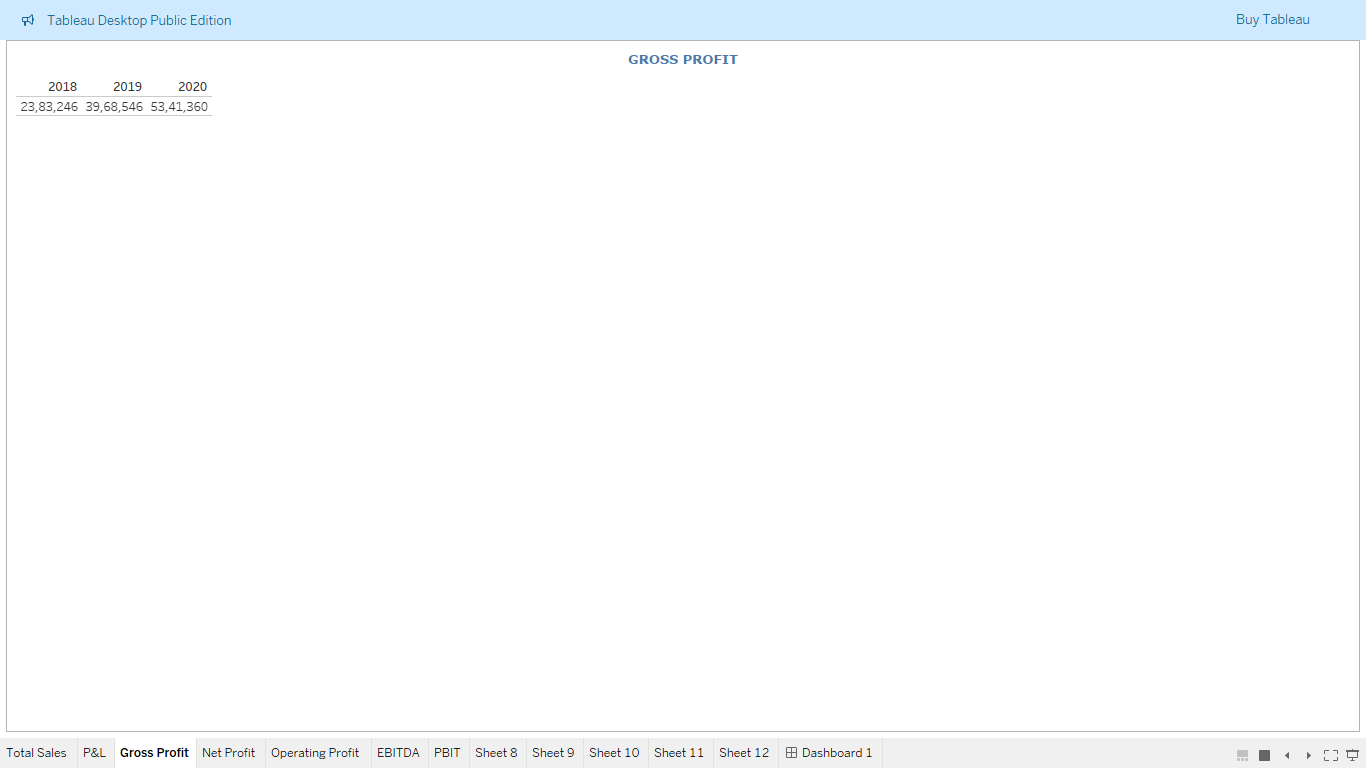 Tableau Desktop Public Edition Buy Tableau
GROSS PROFIT
2018 2019 2020
23,83,246 39,68,546 53,41,360
Total Sales P&L Gross Profit Net Profit Operating Profit EBITDA PBIT Sheet 8 Sheet 9 Sheet 10 Sheet 11 Sheet 12 Dashboard 1